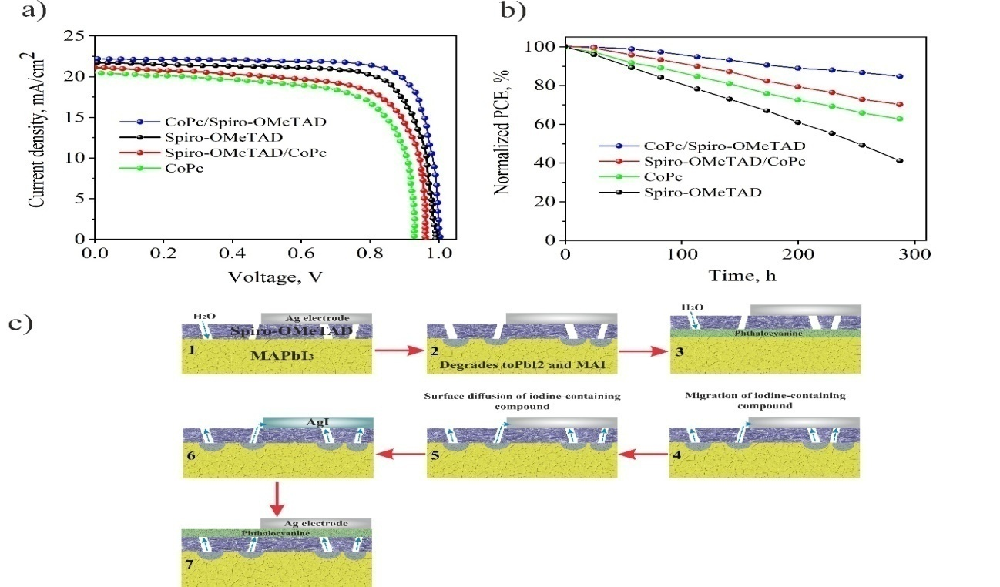 a)
25
20
15
10
5
0
0.0 0.2 0.4 0.6 0.8 1.0
Current density, mA/cm²
Voltage, V
CoPc/Spiro-OMeTAD
Spiro-OMeTAD
Spiro-OMeTAD/CoPc
CoPc
b)
100
80
60
40
20
0
0 100 200 300
Normalized PCE, %
Time, h
CoPc/Spiro-OMeTAD
Spiro-OMeTAD/CoPc
CoPc
Spiro-OMeTAD
c)
H₂O
Ag electrode
Spiro-OMeTAD
MAPbI₃
1
2
Degrades toPbI2 and MAI
H₂O
Phthalocyanine
3
Surface diffusion of iodine-containing
compound
Migration of iodine-containing
compound
AgI
6
5
4
Ag electrode
Phthalocyanine
7